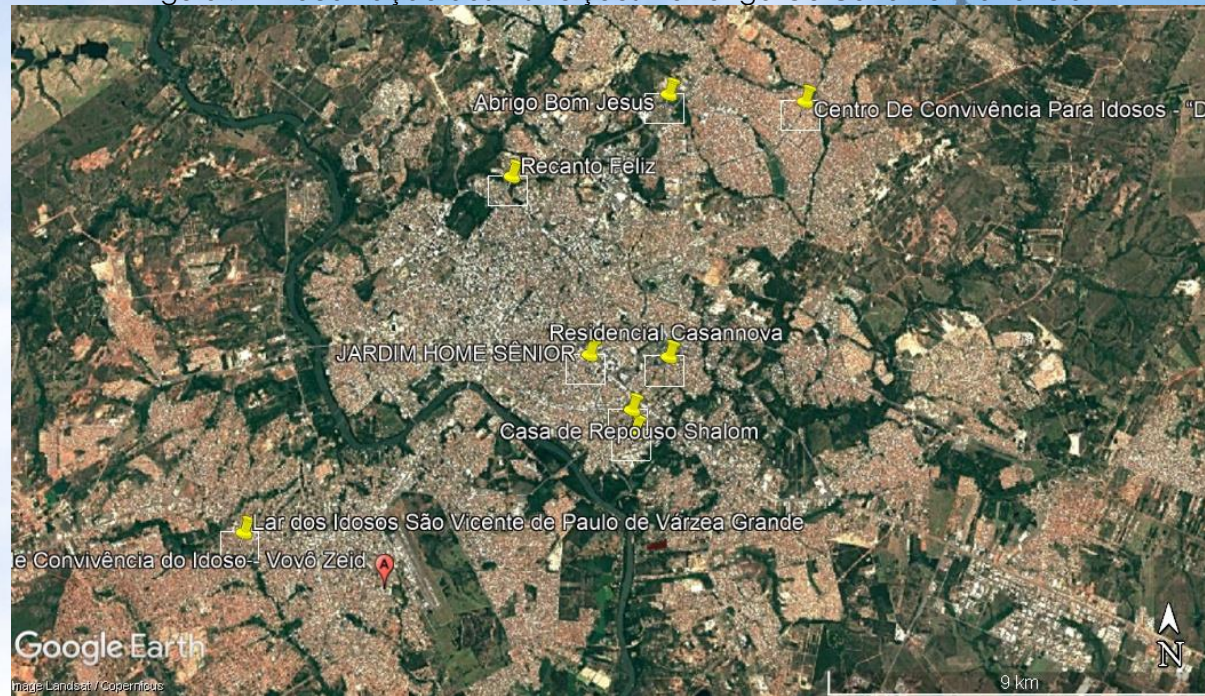 Abrigo Bom Jesus
Centro De Convivência Para Idosos - "D
Recanto Feliz
Residencial Casannova
JARDIM HOME SÊNIOR
Casa de Repouso Shalom
Lar dos Idosos São Vicente de Paulo de Várzea Grande
e Convivência do Idoso-- Vovô Zeid
A
Google Earth
N
Image Landsat / Copernicus
9 km